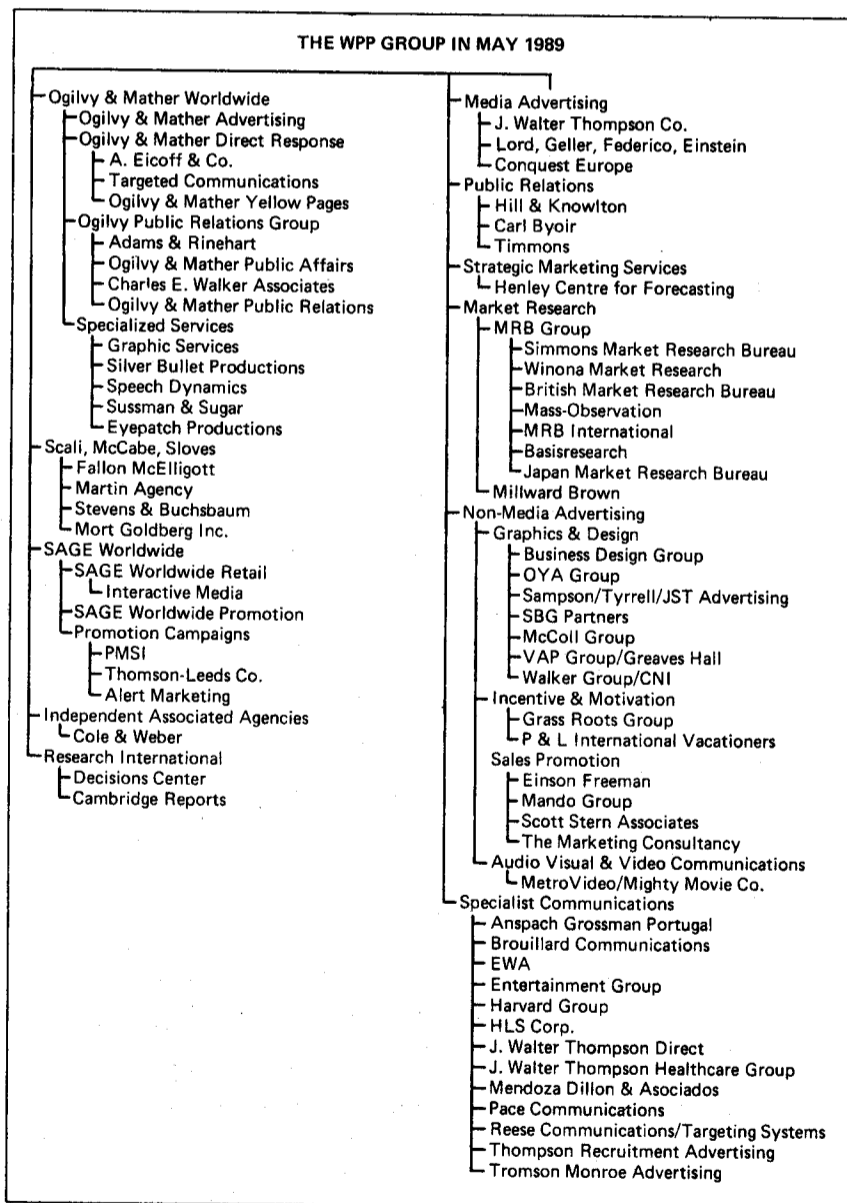 THE WPP GROUP IN MAY 1989
Ogilvy & Mather Worldwide
Ogilvy & Mather Advertising
Ogilvy & Mather Direct Response
A. Eicoff & Co.
Targeted Communications
Ogilvy & Mather Yellow Pages
Ogilvy Public Relations Group
Adams & Rinehart
Ogilvy & Mather Public Affairs
Charles E. Walker Associates
Ogilvy & Mather Public Relations
Specialized Services
Graphic Services
Silver Bullet Productions
Speech Dynamics
Sussman & Sugar
Eyepatch Productions
Scali, McCabe, Sloves
Fallon McElligott
Martin Agency
Stevens & Buchsbaum
Mort Goldberg Inc.
SAGE Worldwide
SAGE Worldwide Retail
Interactive Media
SAGE Worldwide Promotion
Promotion Campaigns
PMSI
Thomson-Leeds Co.
Alert Marketing
Independent Associated Agencies
Cole & Weber
Research International
Decisions Center
Cambridge Reports
Media Advertising
J. Walter Thompson Co.
Lord, Geller, Federico, Einstein
Conquest Europe
Public Relations
Hill & Knowlton
Carl Byoir
Timmons
Strategic Marketing Services
Henley Centre for Forecasting
Market Research
MRB Group
Simmons Market Research Bureau
Winona Market Research
British Market Research Bureau
Mass-Observation
MRB International
Basisresearch
Japan Market Research Bureau
Millward Brown
Non-Media Advertising
Graphics & Design
Business Design Group
OYA Group
Sampson/Tyrrell/JST Advertising
SBG Partners
McColl Group
VAP Group/Greaves Hall
Walker Group/CNI
Incentive & Motivation
Grass Roots Group
P & L International Vacationers
Sales Promotion
Einson Freeman
Mando Group
Scott Stern Associates
The Marketing Consultancy
Audio Visual & Video Communications
MetroVideo/Mighty Movie Co.
Specialist Communications
Anspach Grossman Portugal
Brouillard Communications
EWA
Entertainment Group
Harvard Group
HLS Corp.
J. Walter Thompson Direct
J. Walter Thompson Healthcare Group
Mendoza Dillon & Asociados
Pace Communications
Reese Communications/Targeting Systems
Thompson Recruitment Advertising
Tromson Monroe Advertising